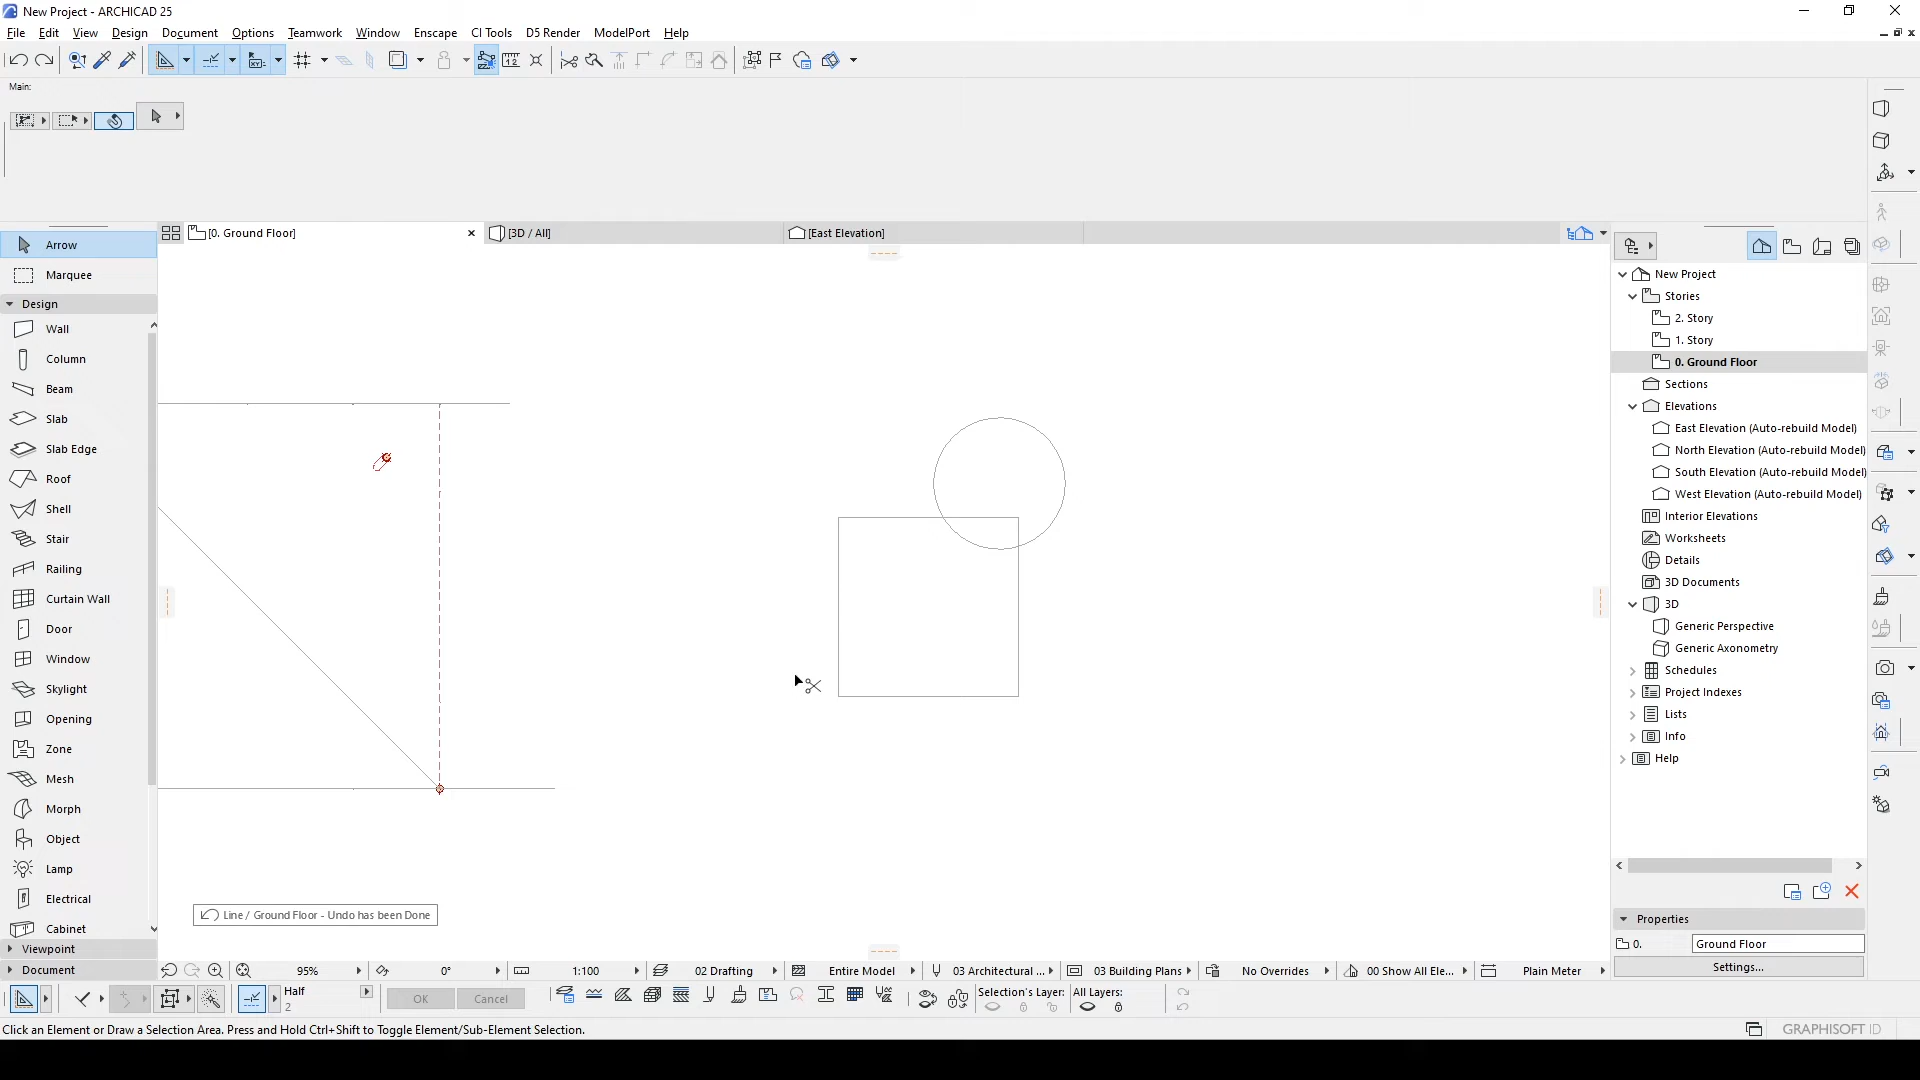 New Project - ARCHICAD 25
File Edit View Design Document Options Teamwork Window Enscape CI Tools D5 Render ModelPort Help
Main:
[0. Ground Floor]
[3D / All]
[East Elevation]
Arrow
Marquee
Design
Wall
Column
Beam
Slab
Slab Edge
Roof
Shell
Stair
Railing
Curtain Wall
Door
Window
Skylight
Opening
Zone
Mesh
Morph
Object
Lamp
Electrical
Cabinet
Viewpoint
Document
New Project
Stories
2. Story
1. Story
0. Ground Floor
Sections
Elevations
East Elevation (Auto-rebuild Model)
North Elevation (Auto-rebuild Model)
South Elevation (Auto-rebuild Model)
West Elevation (Auto-rebuild Model)
Interior Elevations
Worksheets
Details
3D Documents
3D
Generic Perspective
Generic Axonometry
Schedules
Project Indexes
Lists
Info
Help
Properties
0.
Ground Floor
Settings...
Line / Ground Floor - Undo has been Done
95% 0° 1:100 02 Drafting Entire Model 03 Architectural ... 03 Building Plans No Overrides 00 Show All Ele... Plain Meter
Half
2
OK
Cancel
Selection's Layer:
All Layers:
Click an Element or Draw a Selection Area. Press and Hold Ctrl+Shift to Toggle Element/Sub-Element Selection.
GRAPHISOFT ID